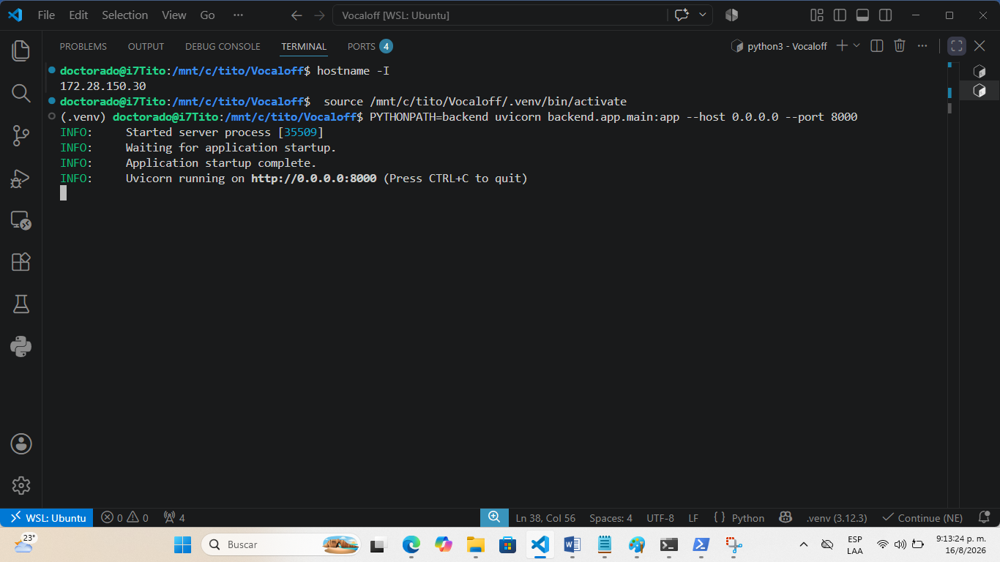 File Edit Selection View Go ··· Vocaloff [WSL: Ubuntu]
PROBLEMS OUTPUT DEBUG CONSOLE TERMINAL PORTS 4 python3 - Vocaloff
doctorado@i7Tito:/mnt/c/tito/Vocaloff$ hostname -I
172.28.150.30
doctorado@i7Tito:/mnt/c/tito/Vocaloff$  source /mnt/c/tito/Vocaloff/.venv/bin/activate
(.venv) doctorado@i7Tito:/mnt/c/tito/Vocaloff$ PYTHONPATH=backend uvicorn backend.app.main:app --host 0.0.0.0 --port 8000
INFO:     Started server process [35509]
INFO:     Waiting for application startup.
INFO:     Application startup complete.
INFO:     Uvicorn running on http://0.0.0.0:8000 (Press CTRL+C to quit)
WSL: Ubuntu 0 0 4 Ln 38, Col 56 Spaces: 4 UTF-8 LF { } Python .venv (3.12.3) Continue (NE)
23° Buscar ESP LAA 9:13:24 p. m. 16/8/2026